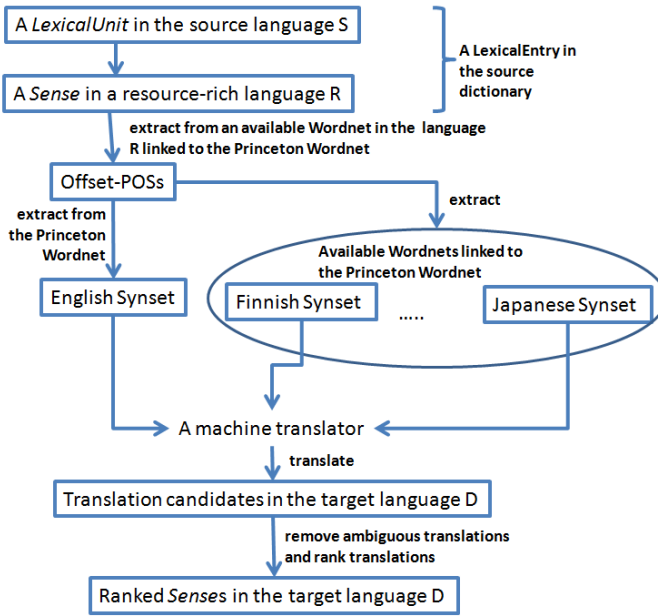 A LexicalUnit in the source language S
A LexicalEntry in
the source
dictionary
A Sense in a resource-rich language R
extract from an available Wordnet in the language
R linked to the Princeton Wordnet
Offset-POSs
extract from
the Princeton
Wordnet
extract
Available Wordnets linked to
the Princeton Wordnet
English Synset
Finnish Synset
.....
Japanese Synset
A machine translator
translate
Translation candidates in the target language D
remove ambiguous translations
and rank translations
Ranked Senses in the target language D